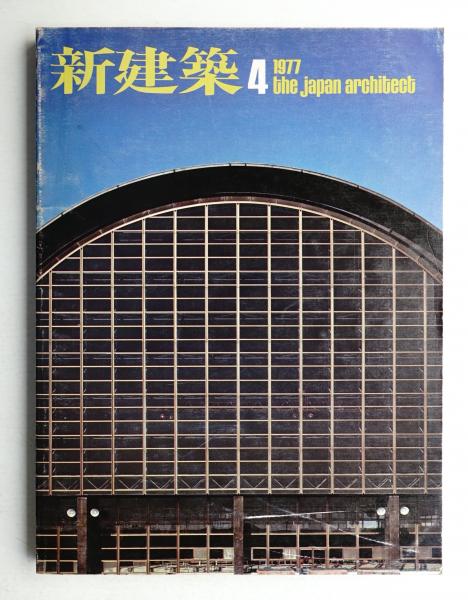 新建築 4 1977
the japan architect